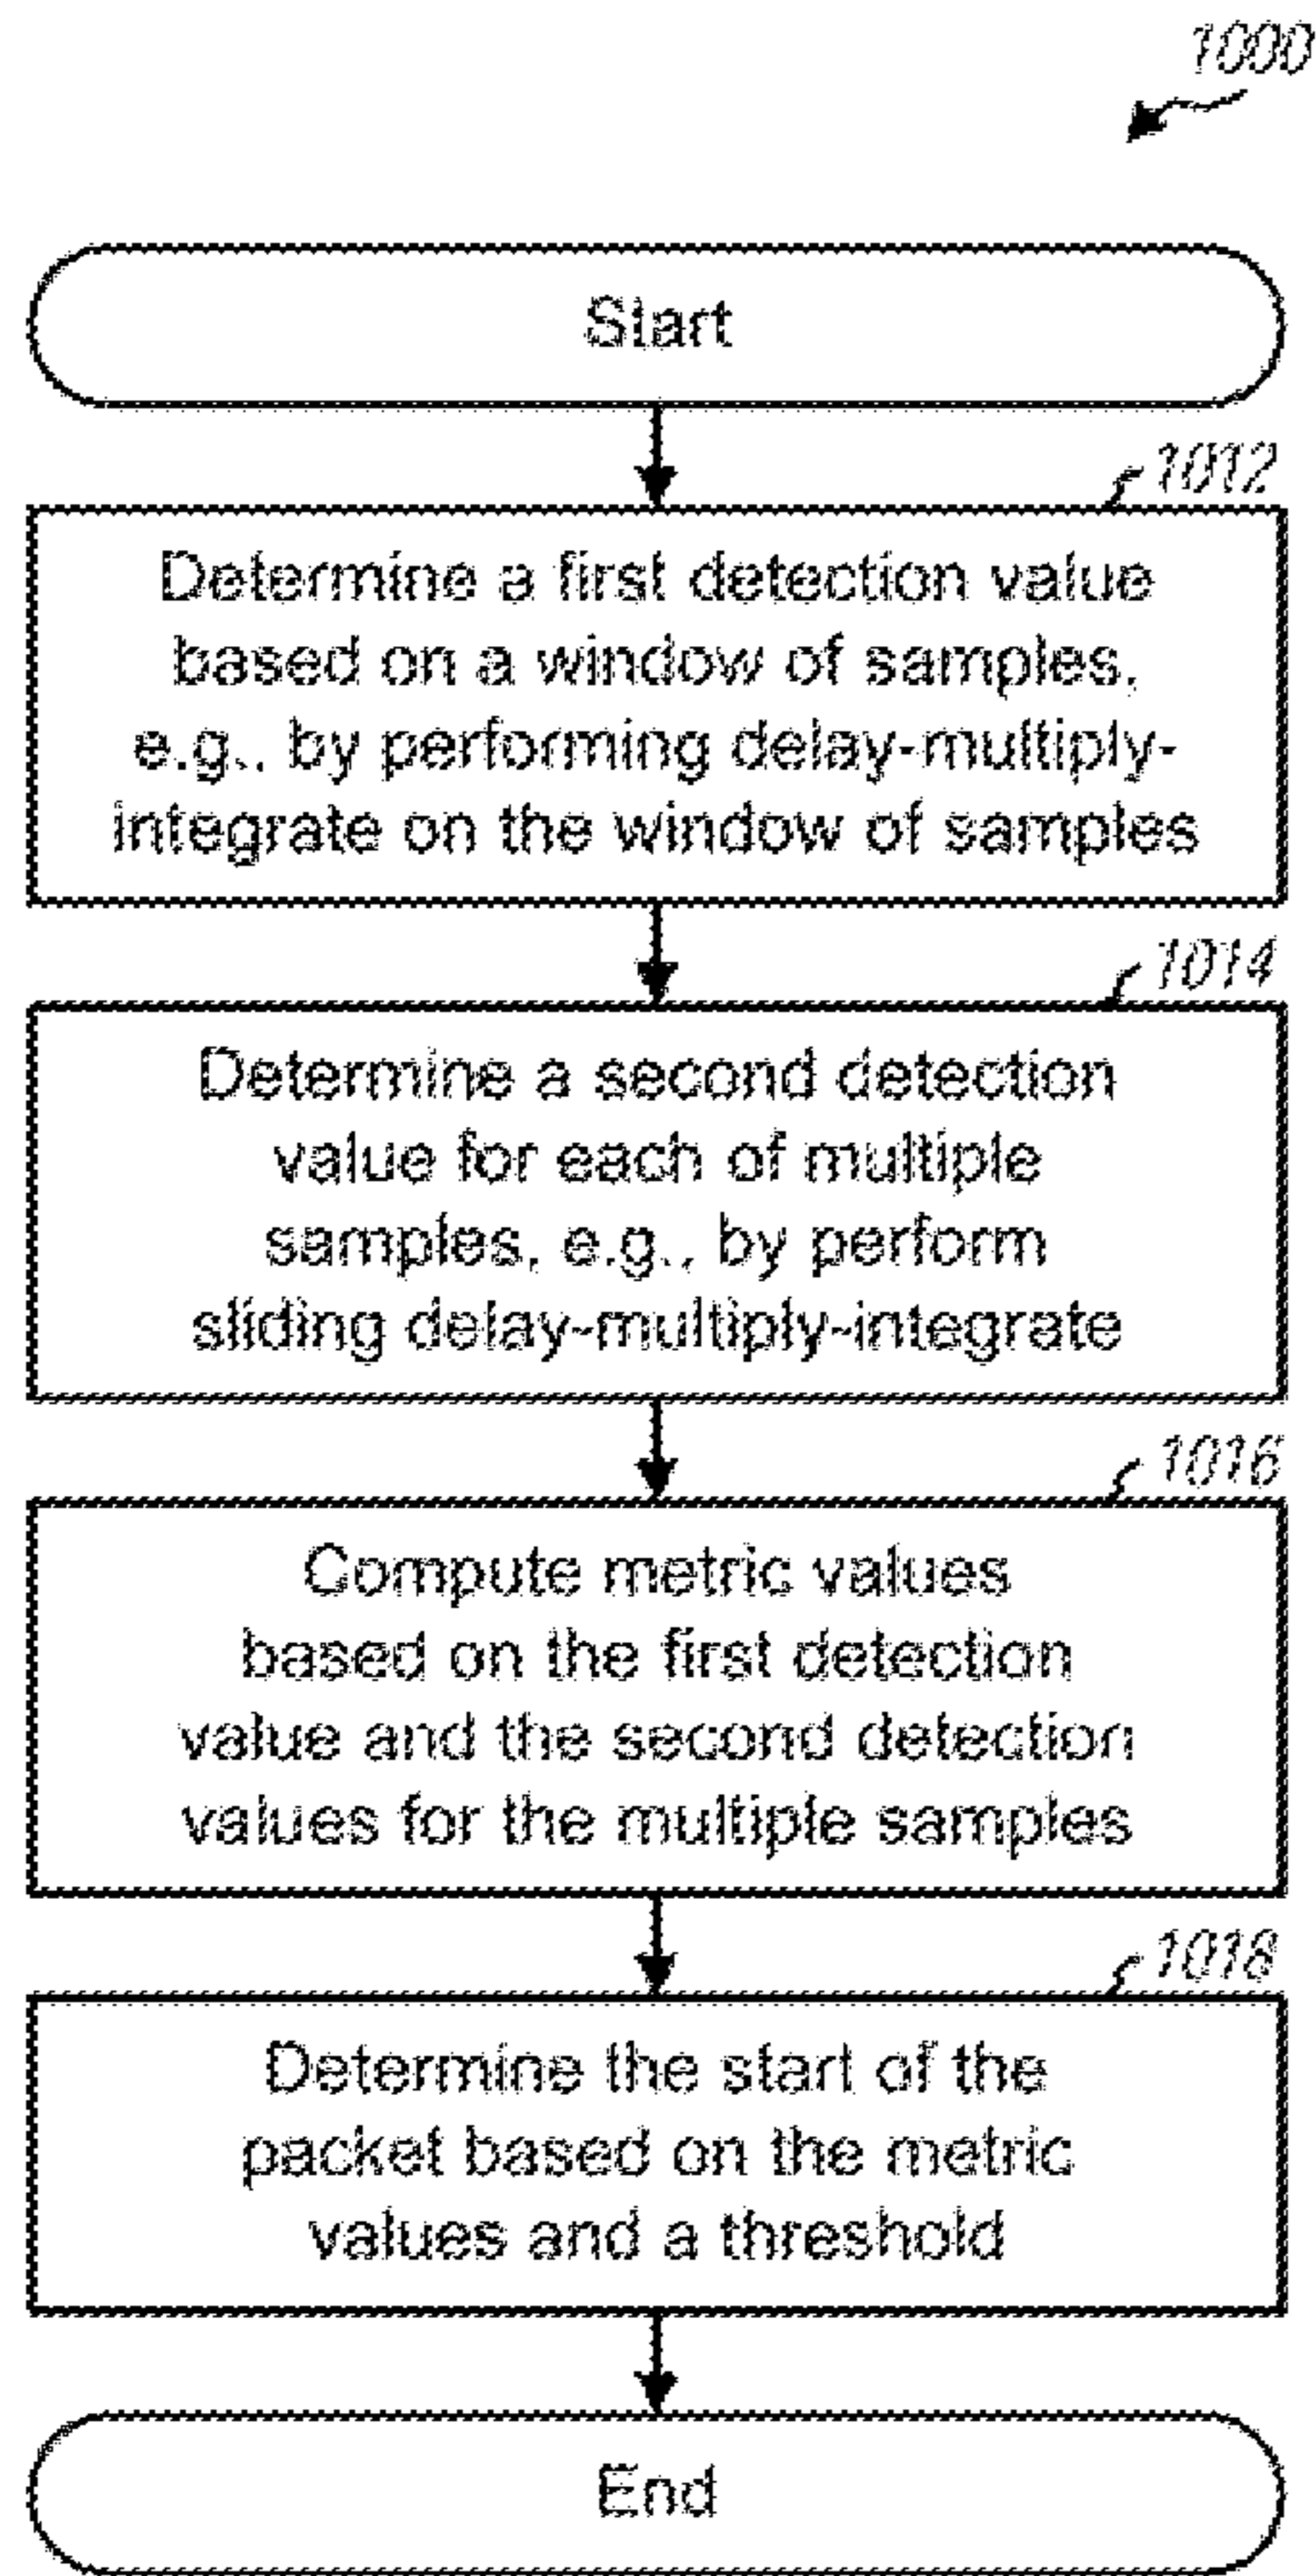 1000
Start
1012
Determine a first detection value
based on a window of samples,
e.g., by performing delay-multiply-
integrate on the window of samples
1014
Determine a second detection
value for each of multiple
samples, e.g., by perform
sliding delay-multiply-integrate
1016
Compute metric values
based on the first detection
value and the second detection
values for the multiple samples
1018
Determine the start of the
packet based on the metric
values and a threshold
End